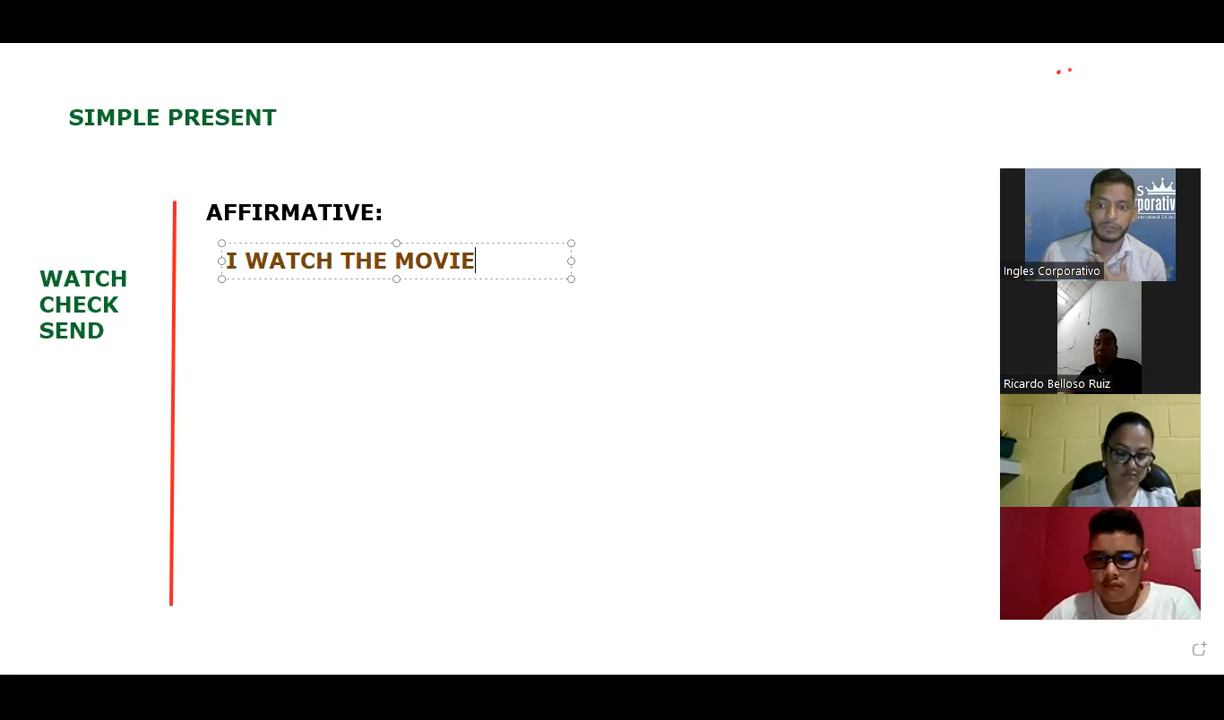 SIMPLE PRESENT
AFFIRMATIVE:
I WATCH THE MOVIE
WATCH
CHECK
SEND
Ingles Corporativo
Ricardo Belloso Ruiz